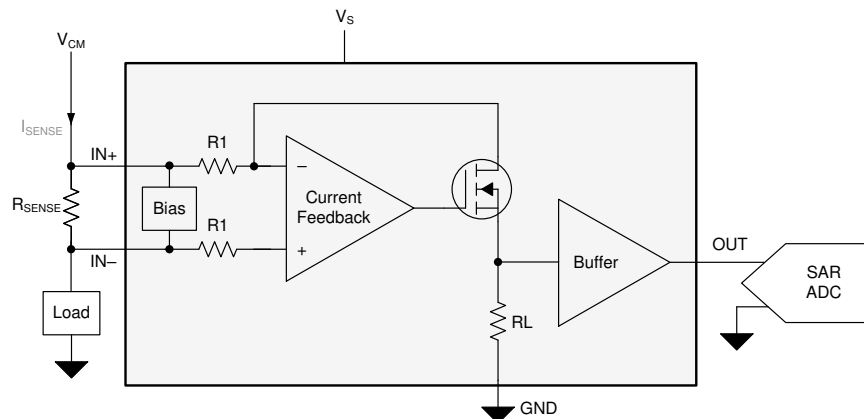 V_S
V_CM
I_SENSE
IN+
R1
−
R_SENSE
Bias
Current
Feedback
R1
IN−
+
Load
Buffer
OUT
SAR
ADC
RL
GND